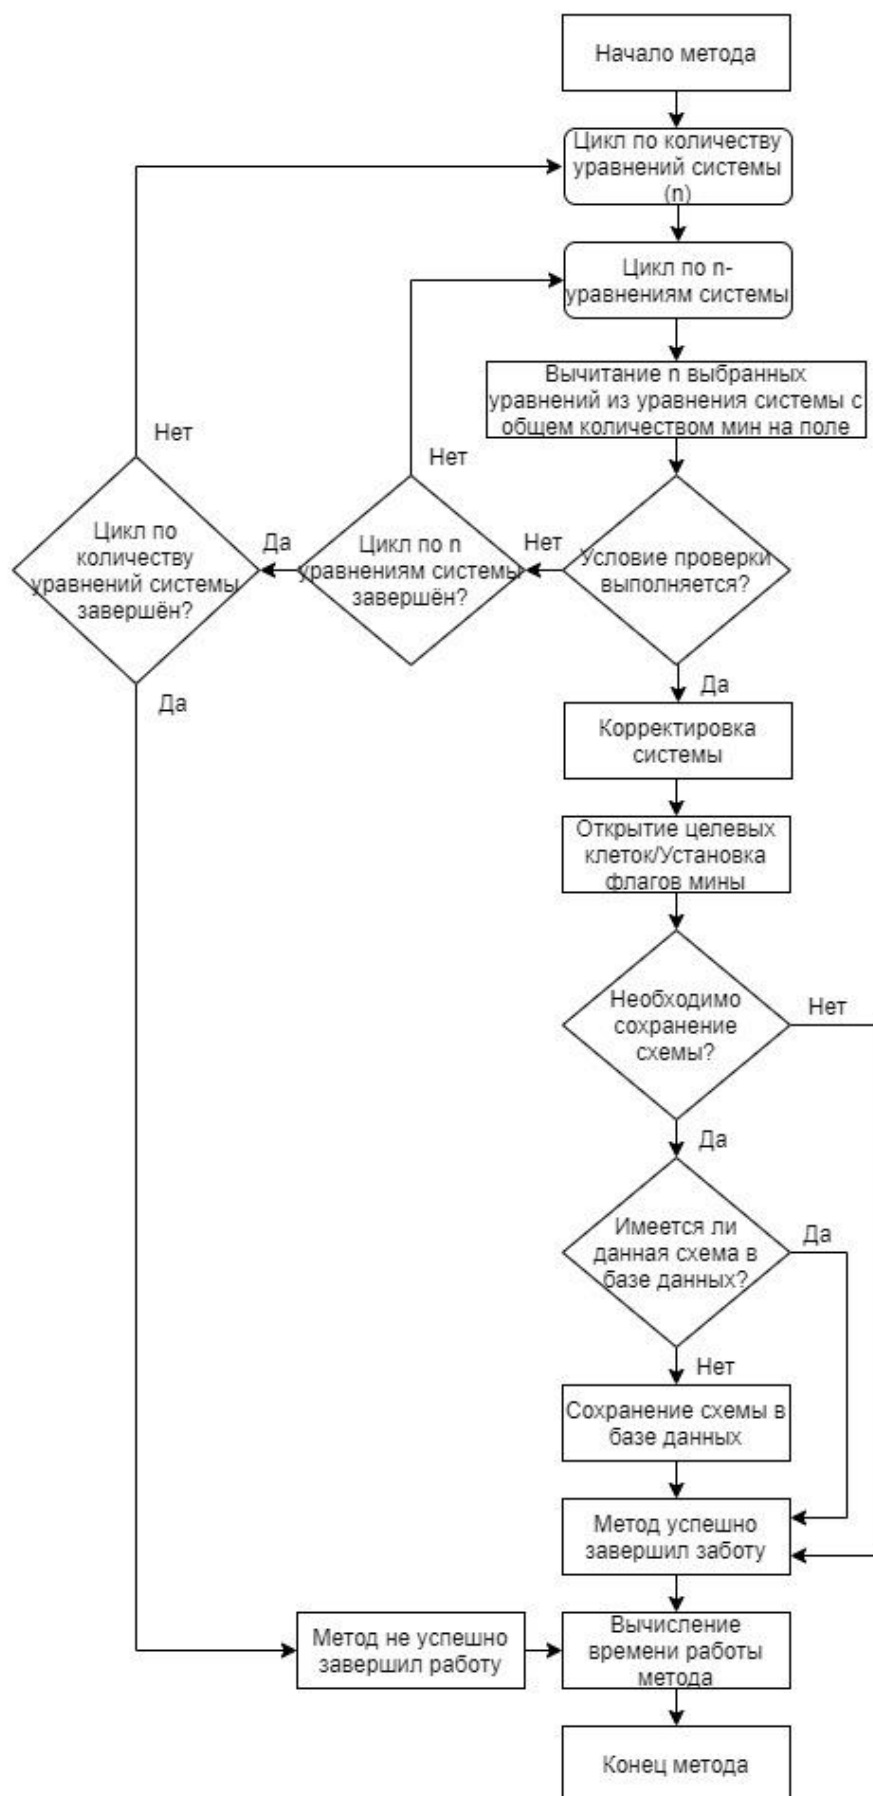 Начало метода
Цикл по количеству
уравнений системы
(n)
Цикл по n-
уравнениям системы
Вычитание n выбранных
уравнений из уравнения системы с
общем количеством мин на поле
Нет
Нет
Цикл по
количеству
уравнений системы
завершён?
Да
Цикл по n
уравнениям системы
завершён?
Нет
Условие проверки
выполняется?
Да
Да
Корректировка
системы
Открытие целевых
клеток/Установка
флагов мины
Необходимо
сохранение
схемы?
Нет
Да
Имеется ли
данная схема в
базе данных?
Да
Нет
Сохранение схемы в
базе данных
Метод успешно
завершил заботу
Метод не успешно
завершил работу
Вычисление
времени работы
метода
Конец метода